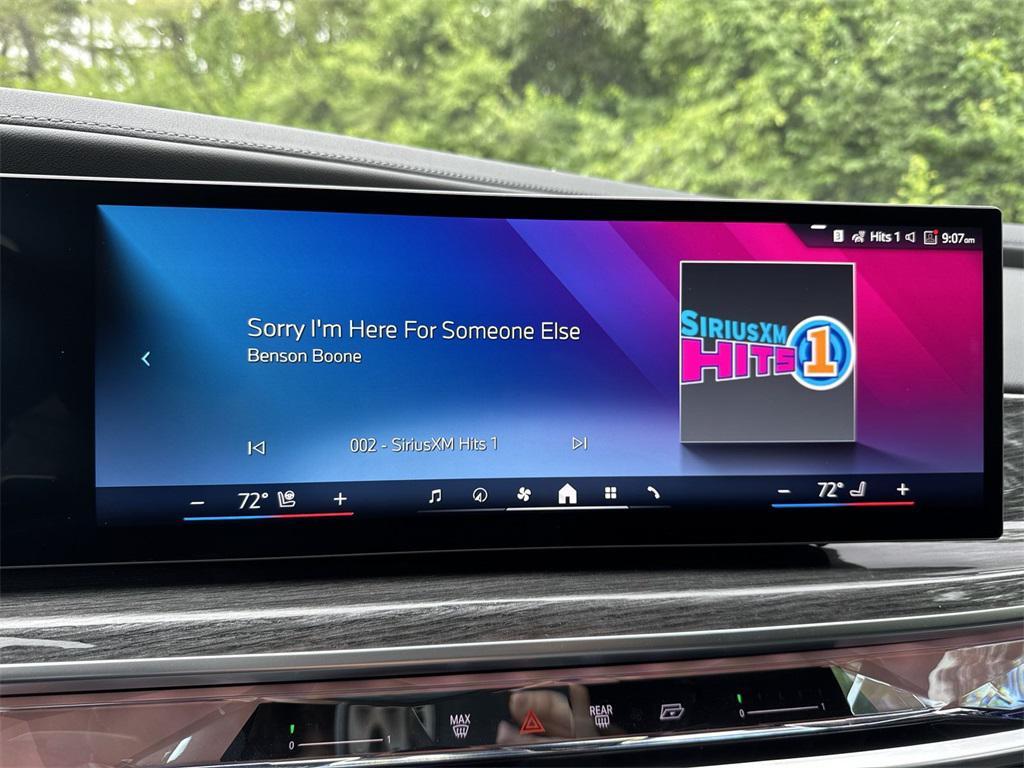 3 Hits 1 9:07am
Sorry I'm Here For Someone Else
Benson Boone
SIRIUSXM
HITS 1
002 - SiriusXM Hits 1
72° 72°
MAX
REAR
0 1
0 1